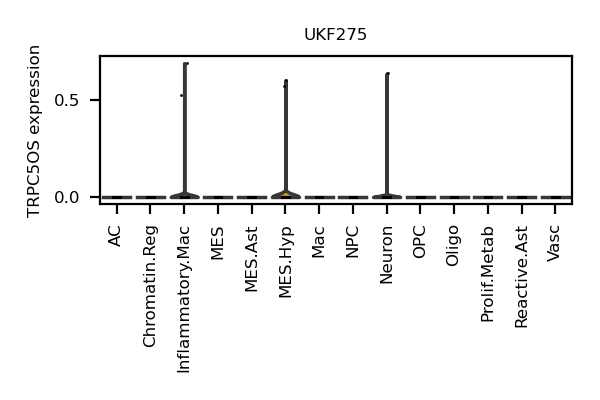 UKF275
TRPC5OS expression
0.5
0.0
AC
Chromatin.Reg
Inflammatory.Mac
MES
MES.Ast
MES.Hyp
Mac
NPC
Neuron
OPC
Oligo
Prolif.Metab
Reactive.Ast
Vasc